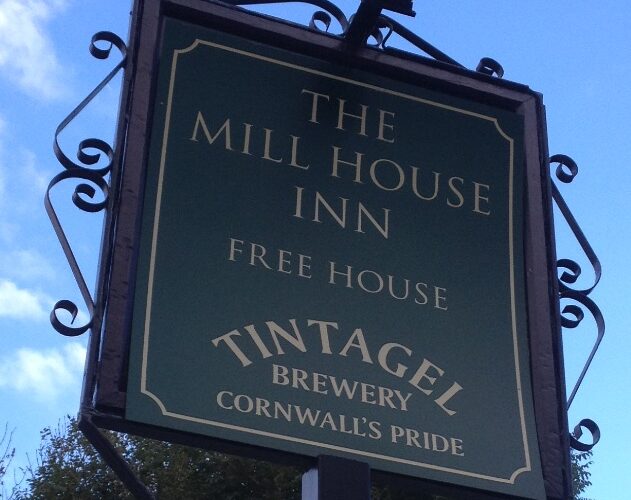 THE
MILL HOUSE
INN
FREE HOUSE
TINTAGEL
BREWERY
CORNWALL'S PRIDE